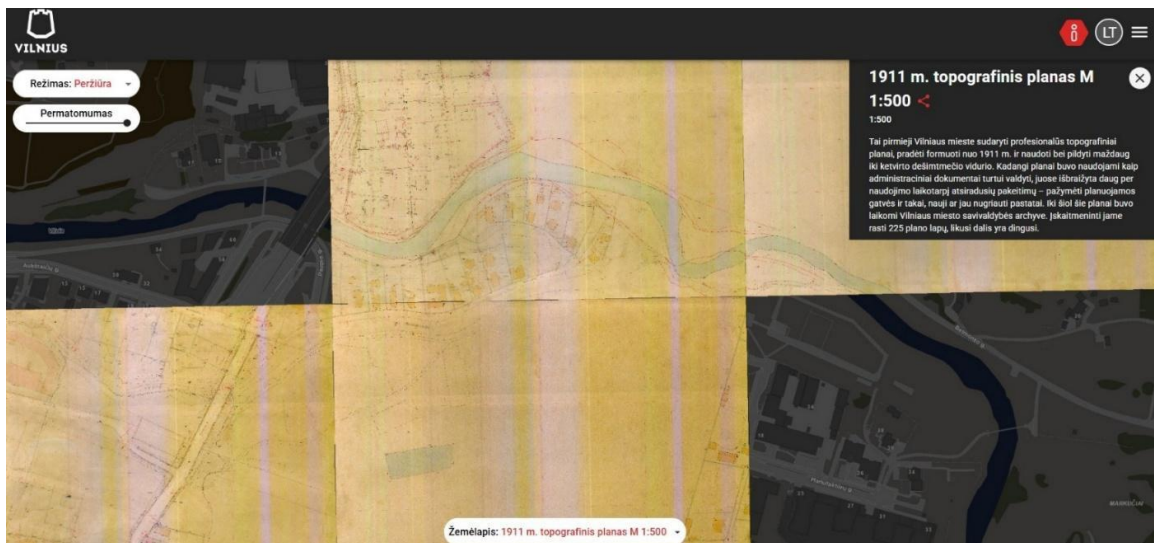 VILNIUS
LT
Režimas: Peržiūra
Permatomumas
1911 m. topografinis planas M
1:500
1:500
Tai pirmieji Vilniaus mieste sudaryti profesionalūs topografiniai
planai, pradėti formuoti nuo 1911 m. ir naudoti bei pildyti maždaug
iki ketvirto dešimtmečio vidurio. Kadangi planai buvo naudojami kaip
administraciniai dokumentai turtui valdyti, juose išbraižyta daug per
naudojimo laikotarpį atsiradusių pakeitimų – pažymėti planuojamos
gatvės ir takai, nauji ar jau nugriauti pastatai. Iki šiol šie planai buvo
laikomi Vilniaus miesto savivaldybės archyve. Įskaitmeninti jame
rasti 225 plano lapų, likusi dalis yra dingusi.
Žemėlapis: 1911 m. topografinis planas M 1:500